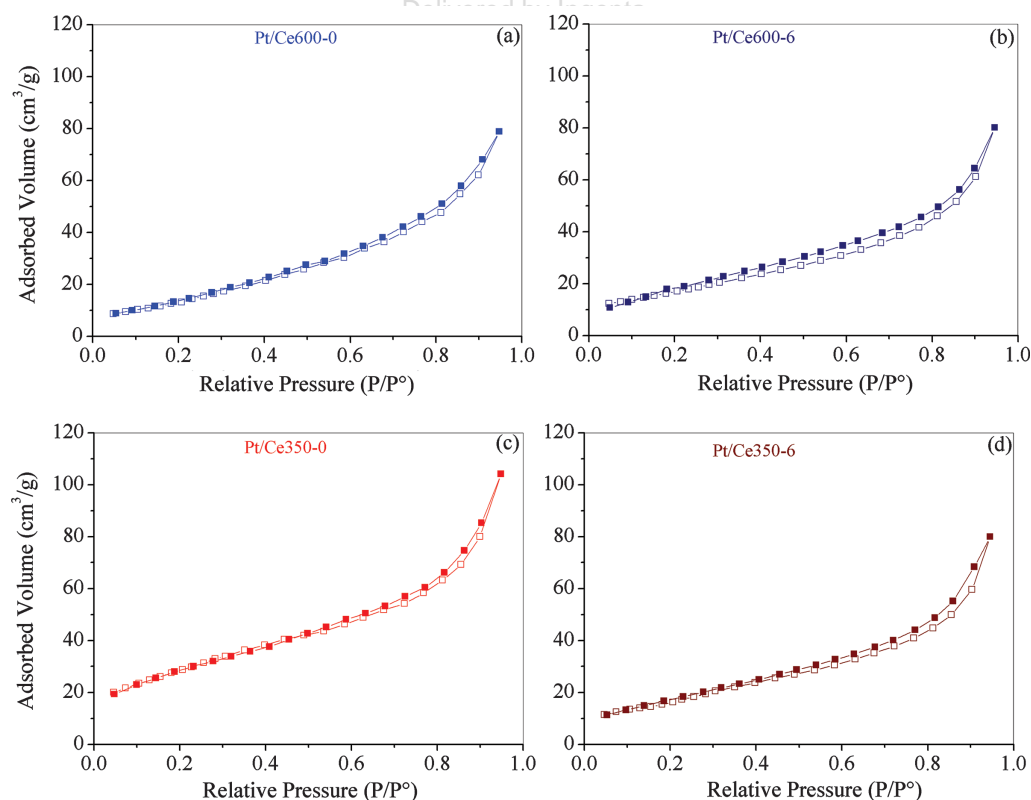 Delivered by Ingenta
Pt/Ce600-0
(a)
120
100
80
60
40
20
0
Adsorbed Volume (cm³/g)
0.0 0.2 0.4 0.6 0.8 1.0
Relative Pressure (P/P°)
Pt/Ce600-6
(b)
120
100
80
60
40
20
0
0.0 0.2 0.4 0.6 0.8 1.0
Relative Pressure (P/P°)
Pt/Ce350-0
(c)
120
100
80
60
40
20
0
Adsorbed Volume (cm³/g)
0.0 0.2 0.4 0.6 0.8 1.0
Relative Pressure (P/P°)
Pt/Ce350-6
(d)
120
100
80
60
40
20
0
0.0 0.2 0.4 0.6 0.8 1.0
Relative Pressure (P/P°)